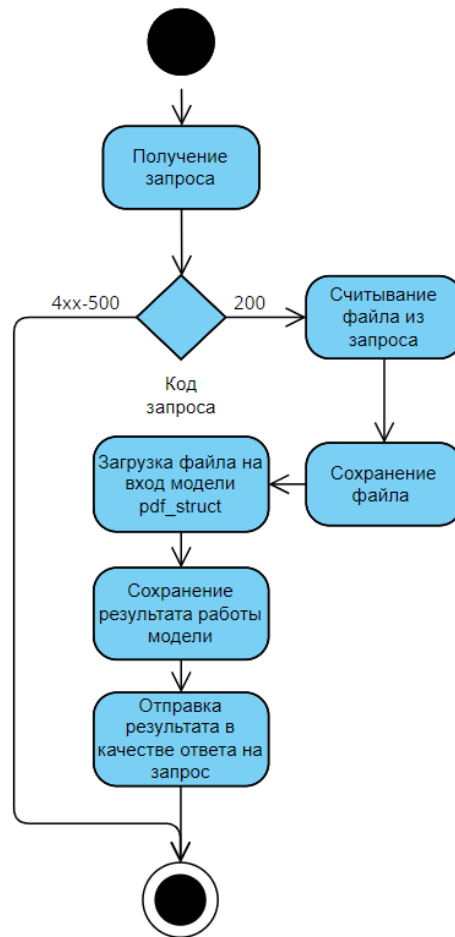 Получение
запроса
4xx-500
200
Считывание
файла из
запроса
Код
запроса
Загрузка файла на
вход модели
pdf_struct
Сохранение
файла
Сохранение
результата работы
модели
Отправка
результата в
качестве ответа на
запрос